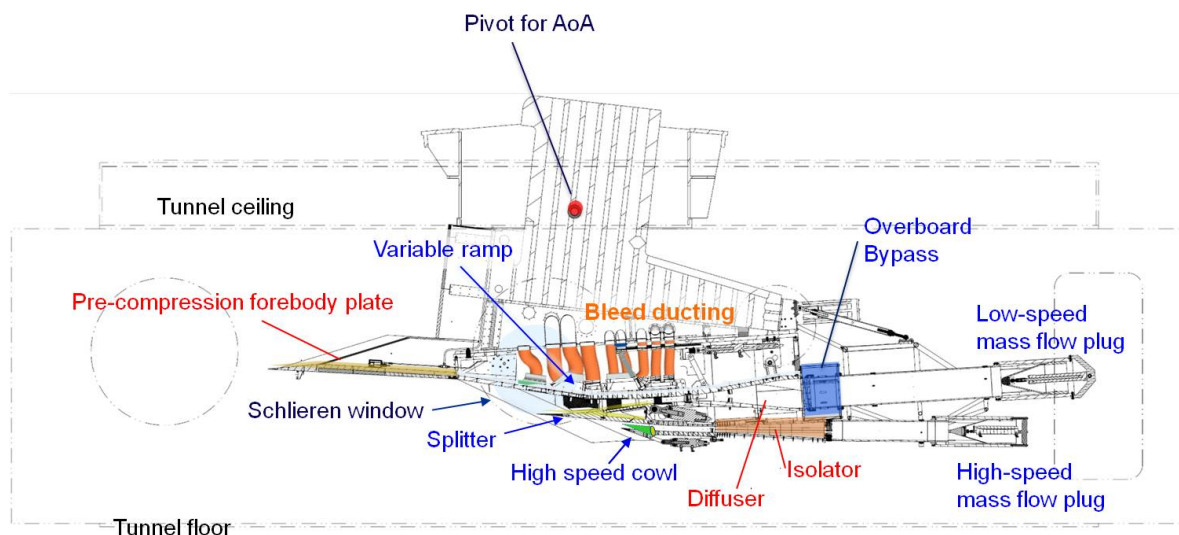 Pivot for AoA
Tunnel ceiling
Overboard
Bypass
Variable ramp
Pre-compression forebody plate
Bleed ducting
Low-speed
mass flow plug
Schlieren window
Splitter
High speed cowl
Isolator
Diffuser
High-speed
mass flow plug
Tunnel floor